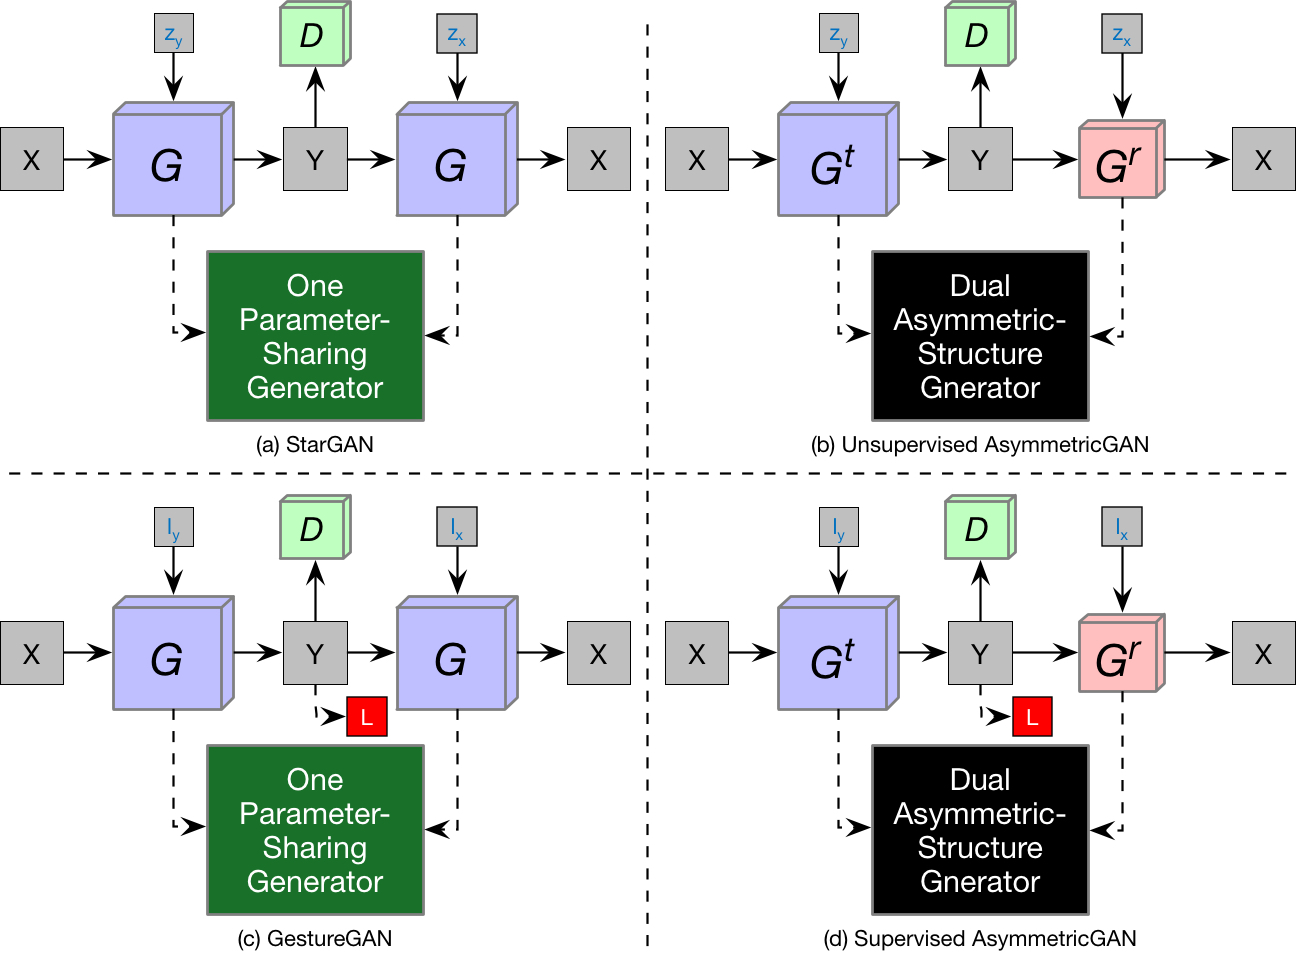 z_y D z_x
X G Y G X
One
Parameter-
Sharing
Generator
(a) StarGAN
z_y D z_x
X G^t Y G^r X
Dual
Asymmetric-
Structure
Gnerator
(b) Unsupervised AsymmetricGAN
l_y D l_x
X G Y G X
L
One
Parameter-
Sharing
Generator
(c) GestureGAN
l_y D l_x
X G^t Y G^r X
L
Dual
Asymmetric-
Structure
Gnerator
(d) Supervised AsymmetricGAN